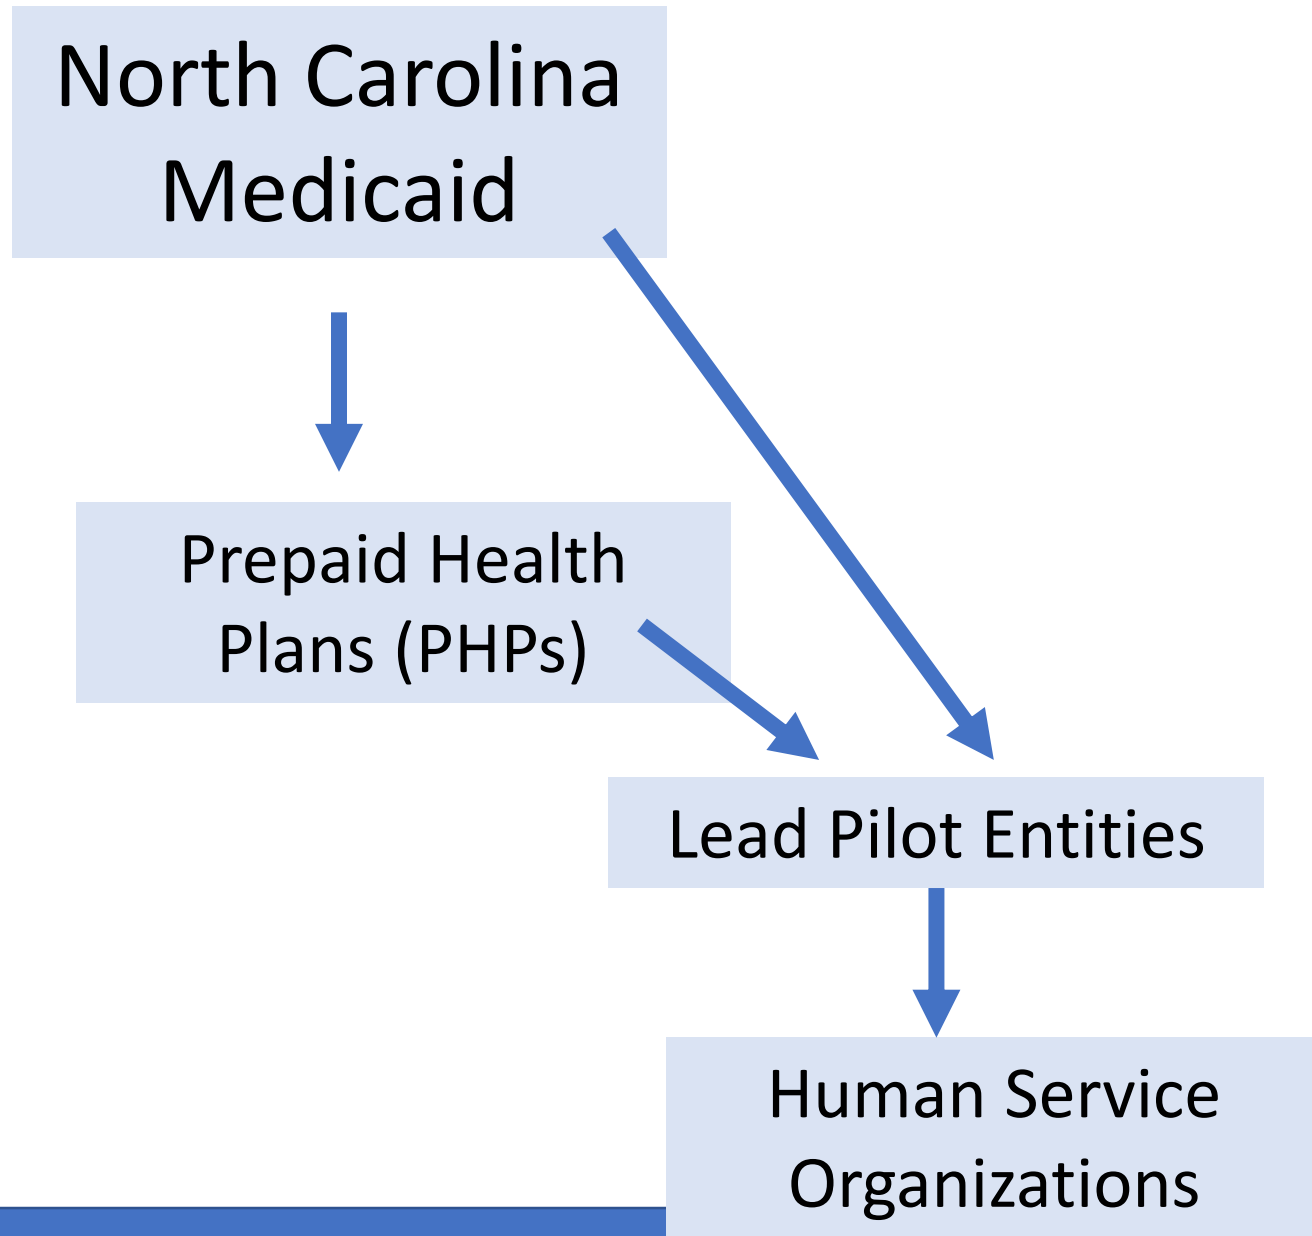 North Carolina
Medicaid
Prepaid Health
Plans (PHPs)
Lead Pilot Entities
Human Service
Organizations